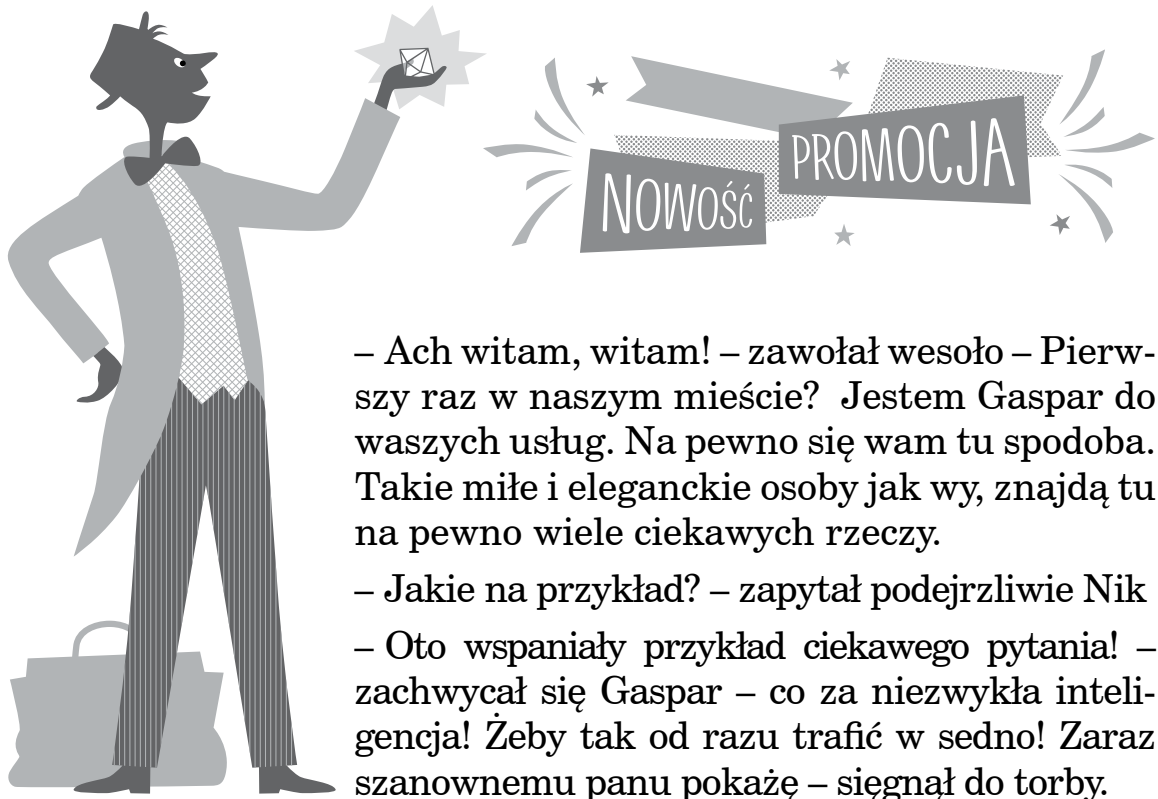 NOWOŚĆ
PROMOCJA
– Ach witam, witam! – zawołał wesoło – Pierw-
szy raz w naszym mieście? Jestem Gaspar do
waszych usług. Na pewno się wam tu spodoba.
Takie miłe i eleganckie osoby jak wy, znajdą tu
na pewno wiele ciekawych rzeczy.
– Jakie na przykład? – zapytał podejrzliwie Nik
– Oto wspaniały przykład ciekawego pytania! –
zachwycał się Gaspar – co za niezwykła inteli-
gencja! Żeby tak od razu trafić w sedno! Zaraz
szanownemu panu pokażę – sięgnął do torby.